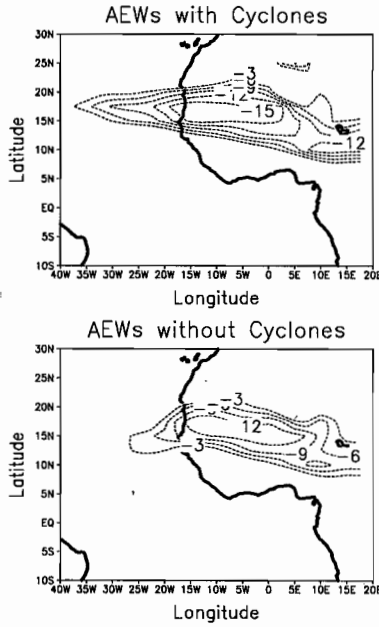 AEWs with Cyclones
30N
25N
20N
15N
10N
5N
EQ
5S
10S
Latitude
-3
-9
-12
-15
-12
40W 35W 30W 25W 20W 15W 10W 5W 0 5E 10E 15E 20E
Longitude
AEWs without Cyclones
30N
25N
20N
15N
10N
5N
EQ
5S
10S
Latitude
-3
12
-3
-9
-6
40W 35W 30W 25W 20W 15W 10W 5W 0 5E 10E 15E 20E
Longitude